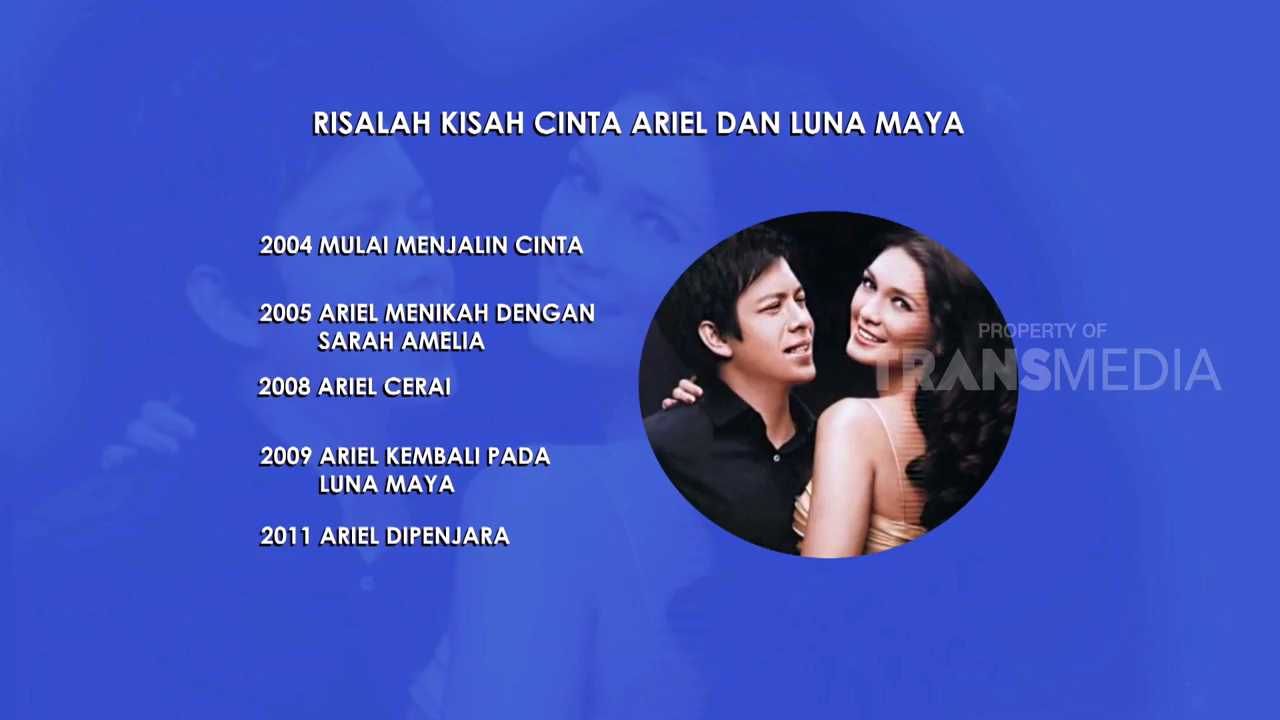 RISALAH KISAH CINTA ARIEL DAN LUNA MAYA
2004 MULAI MENJALIN CINTA
2005 ARIEL MENIKAH DENGAN
SARAH AMELIA
2008 ARIEL CERAI
2009 ARIEL KEMBALI PADA
LUNA MAYA
2011 ARIEL DIPENJARA
PROPERTY OF
TRANSMEDIA